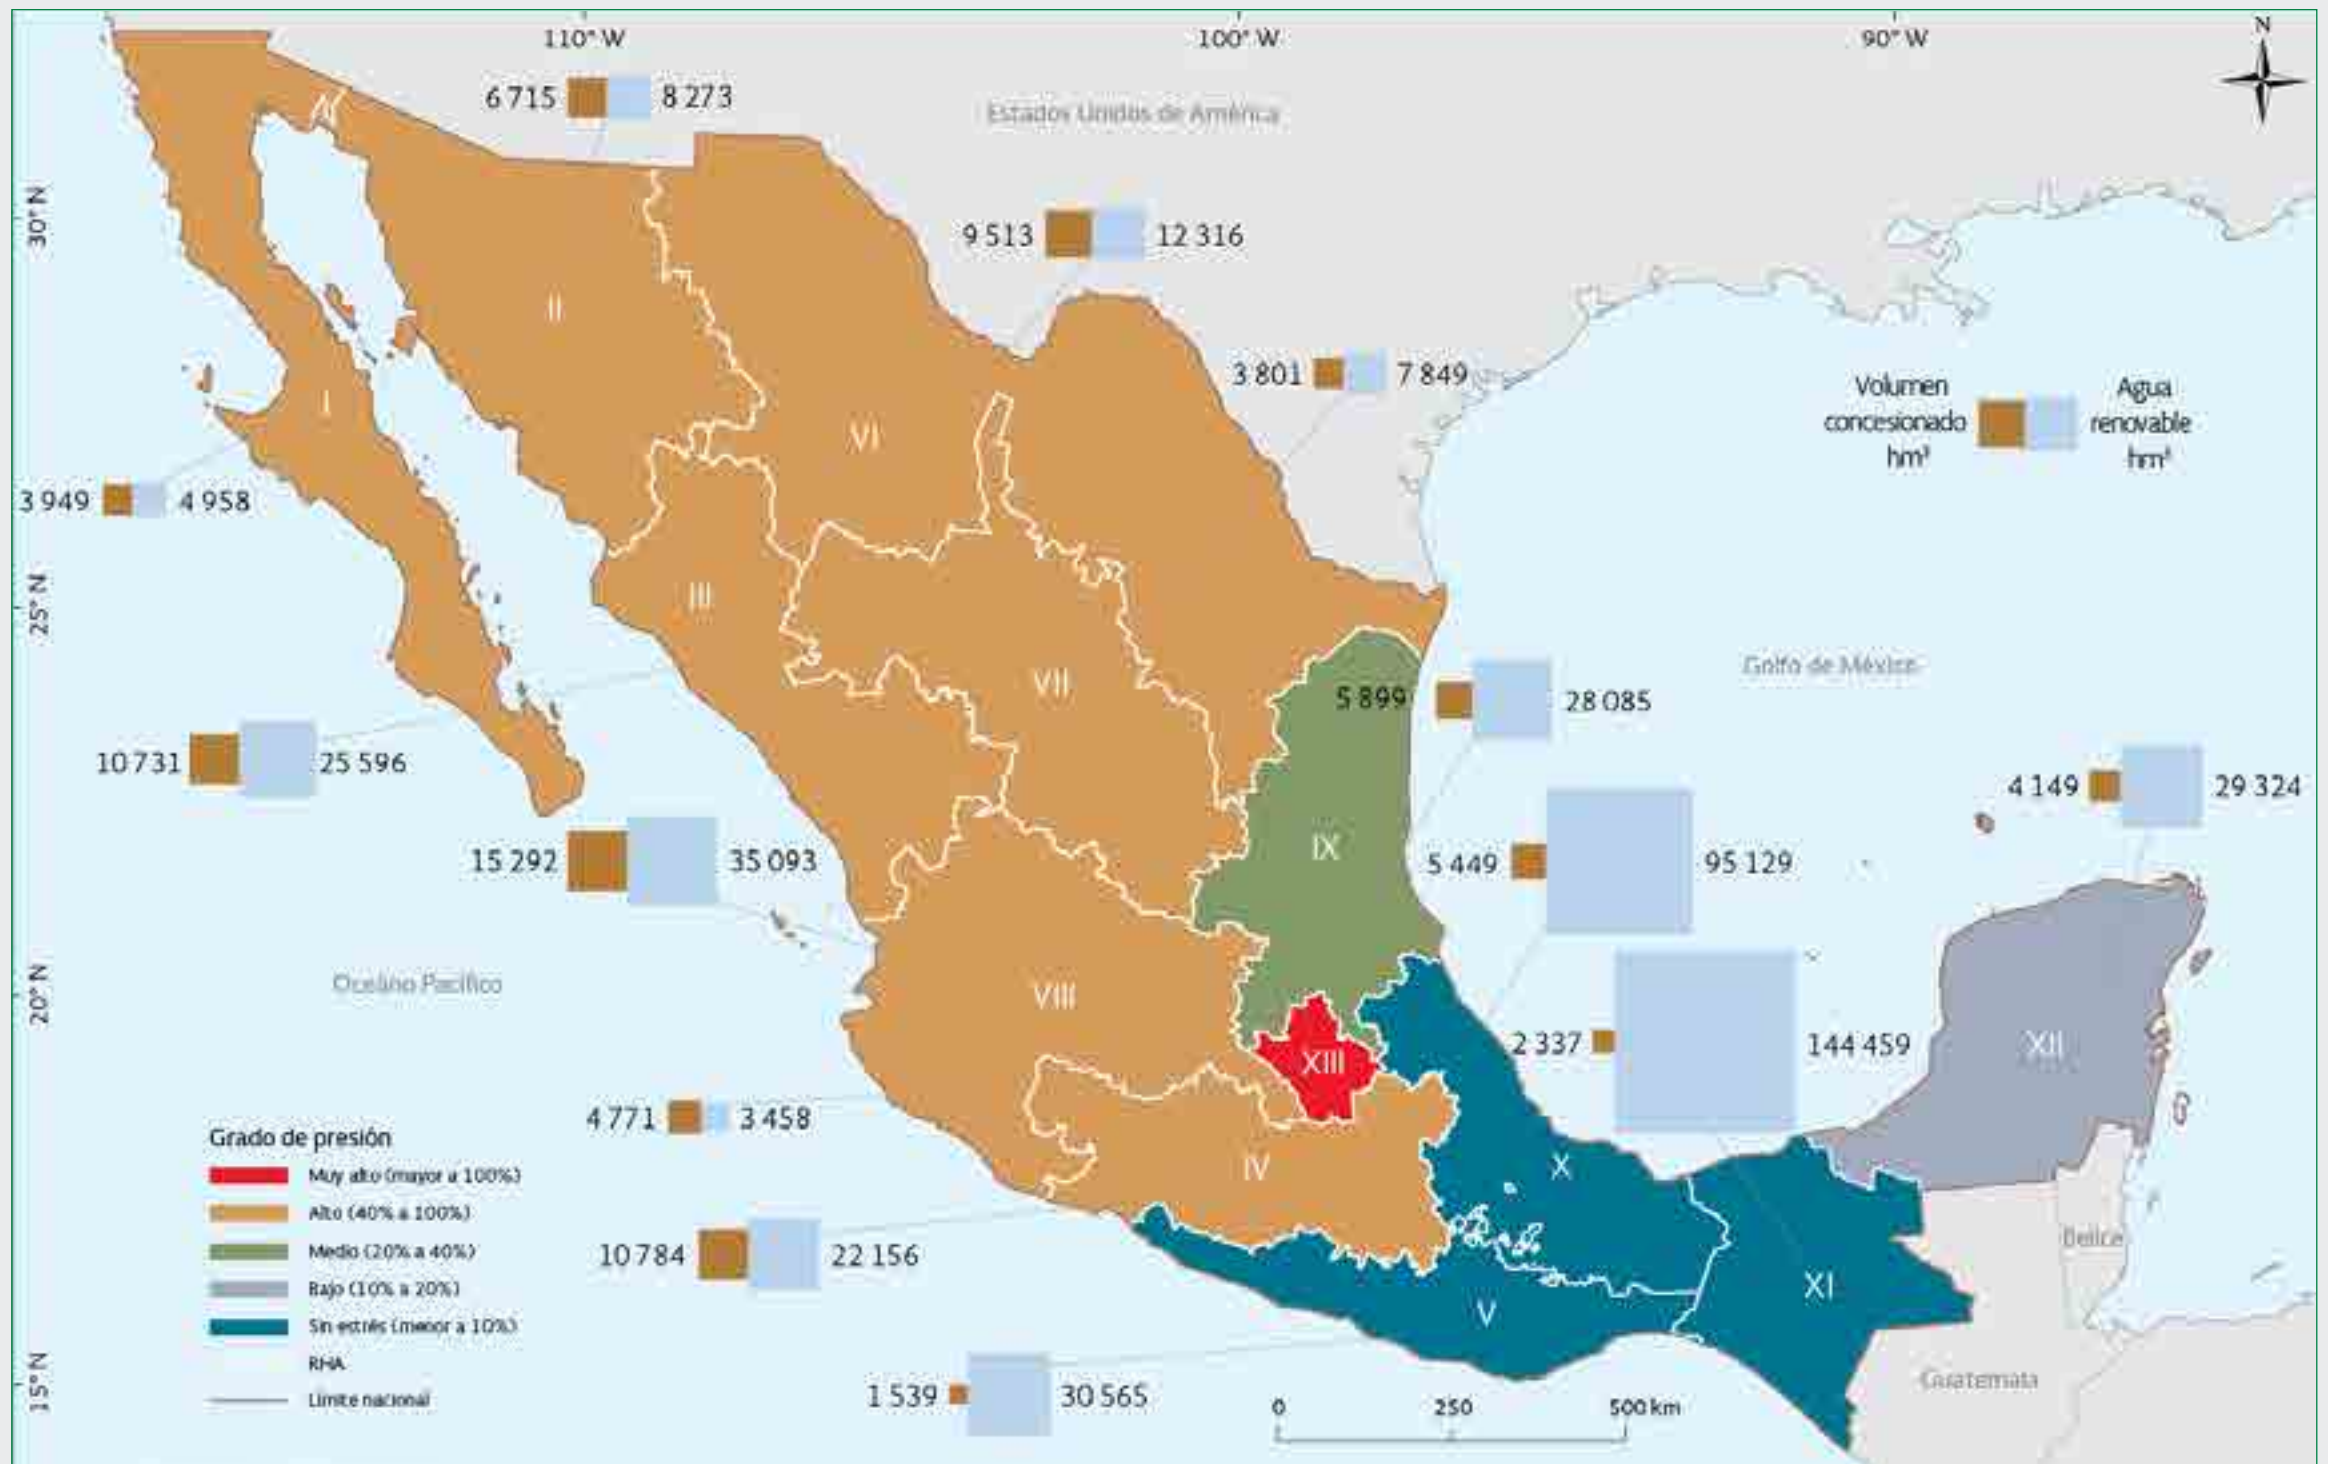 110° W
100° W
90° W
N
6 715
8 273
Estados Unidos de América
30° N
9 513
12 316
II
3 801
7 849
Volumen
concesionado
hm³
Agua
renovable
hm³
I
VI
3 949
4 958
25° N
III
VII
Golfo de México
5 899
28 085
10 731
25 596
4 149
29 324
15 292
35 093
IX
5 449
95 129
20° N
Océano Pacífico
VIII
XIII
2 337
144 459
XII
4 771
3 458
Grado de presión
Muy alto (mayor a 100%)
Alto (40% a 100%)
Medio (20% a 40%)
Bajo (10% a 20%)
Sin estrés (menor a 10%)
RHA
Límite nacional
IV
X
10 784
22 156
Belice
XI
V
15° N
1 539
30 565
0
250
500 km
Guatemala